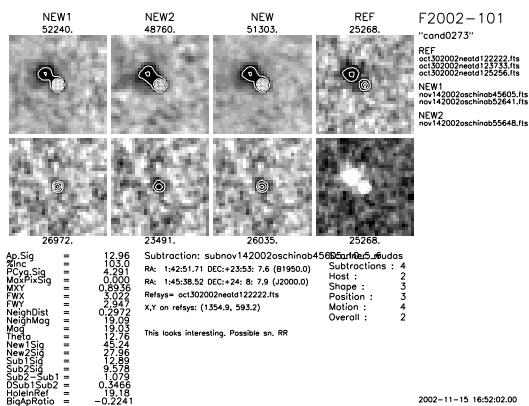 NEW1 NEW2 NEW REF F2002-101
52240. 48760. 51303. 25268.
"cond0273"
REF
oct302002neatd122222.fts
oct302002neatd123733.fts
oct302002neatd125256.fts
NEW1
nov142002oschinab45605.fts
nov142002oschinab52641.fts
NEW2
nov142002oschinab55648.fts
26972. 23491. 26035. 25268.
Ap.Sig = 12.96
%Inc = 103.0
PCyg.Sig = 4.291
MaxPixSig = 0.000
MXY = 0.8936
FWX = 3.022
FWY = 2.947
NeighDist = 0.2972
NeighMag = 19.09
Mag = 19.03
Theta = 12.76
New1Sig = 45.24
New2Sig = 27.96
Sub1Sig = 12.89
Sub2Sig = 9.578
Sub2-Sub1 = 1.079
DSub1Sub2 = 0.3466
HoleInRef = 19.18
BigApRatio = -0.2241
Subtraction:
RA: 1:42:51.71 DEC:+23:53: 7.6 (B1950.0)
RA: 1:45:38.52 DEC:+24: 8: 7.9 (J2000.0)
Refsys= oct302002neatd122222.fts
X,Y on refsys: (1354.9, 593.2)
This looks interesting. Possible sn. RR
Subtractions : 4
Host : 2
Shape : 3
Position : 3
Motion : 4
Overall : 2
2002-11-15 16:52:02.00